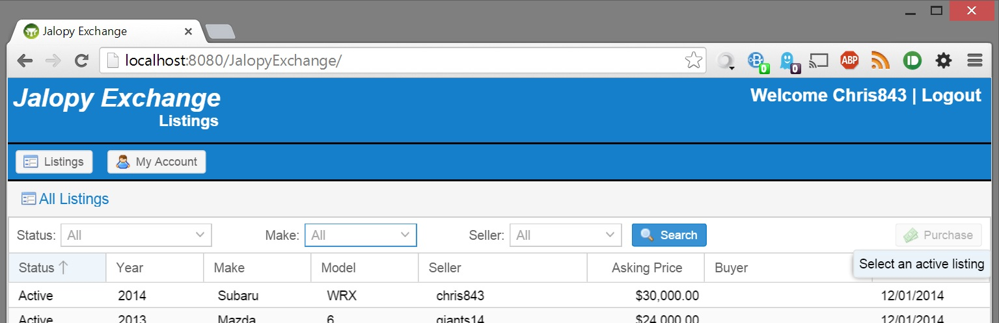 Jalopy Exchange
localhost:8080/JalopyExchange/
0 0 ABP
Jalopy Exchange
Welcome Chris843 | Logout
Listings
Listings My Account
All Listings
Status: All Make: All Seller: All Search Purchase
Select an active listing
Status Year Make Model Seller Asking Price Buyer
Active 2014 Subaru WRX chris843 $30,000.00 12/01/2014
Active 2013 Mazda 6 giants14 $24,000.00 12/01/2014